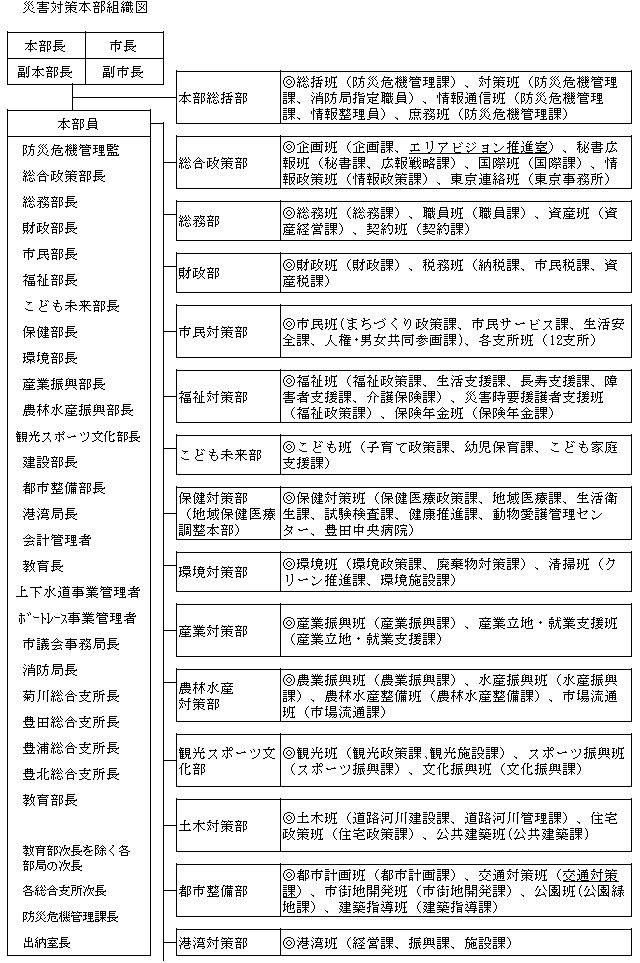 災害対策本部組織図
本部長 市長
副本部長 副市長
本部員
防災危機管理監
総合政策部長
総務部長
財政部長
市民部長
福祉部長
こども未来部長
保健部長
環境部長
産業振興部長
農林水産振興部長
観光スポーツ文化部長
建設部長
都市整備部長
港湾局長
会計管理者
教育長
上下水道事業管理者
ﾎﾞｰﾄﾚｰｽ事業管理者
市議会事務局長
消防局長
菊川総合支所長
豊田総合支所長
豊浦総合支所長
豊北総合支所長
教育部長
教育部次長を除く各
部局の次長
各総合支所次長
防災危機管理課長
出納室長
本部総括部
◎総括班（防災危機管理課）、対策班（防災危機管理
課、消防局指定職員）、情報通信班（防災危機管理
課、情報整理員）、庶務班（防災危機管理課）
総合政策部
◎企画班（企画課、エリアビジョン推進室）、秘書広
報班（秘書課、広報戦略課）、国際班（国際課）、情
報政策班（情報政策課）、東京連絡班（東京事務所）
総務部
◎総務班（総務課）、職員班（職員課）、資産班（資
産経営課）、契約班（契約課）
財政部
◎財政班（財政課）、税務班（納税課、市民税課、資
産税課）
市民対策部
◎市民班(まちづくり政策課、市民サービス課、生活安
全課、人権･男女共同参画課)、各支所班（12支所）
福祉対策部
◎福祉班（福祉政策課、生活支援課、長寿支援課、障
害者支援課、介護保険課）、災害時要援護者支援班
（福祉政策課）、保険年金班（保険年金課）
こども未来部
◎こども班（子育て政策課、幼児保育課、こども家庭
支援課）
保健対策部
（地域保健医療
調整本部）
◎保健対策班（保健医療政策課、地域医療課、生活衛
生課、試験検査課、健康推進課、動物愛護管理セン
ター、豊田中央病院）
環境対策部
◎環境班（環境政策課、廃棄物対策課）、清掃班（ク
リーン推進課、環境施設課）
産業対策部
◎産業振興班（産業振興課）、産業立地・就業支援班
（産業立地・就業支援課）
農林水産
対策部
◎農業振興班（農業振興課）、水産振興班（水産振興
課）、農林水産整備班（農林水産整備課）、市場流通
班（市場流通課）
観光スポーツ文
化部
◎観光班（観光政策課､観光施設課）、スポーツ振興班
（スポーツ振興課）、文化振興班（文化振興課）
土木対策部
◎土木班（道路河川建設課、道路河川管理課）、住宅
政策班（住宅政策課）、公共建築班(公共建築課）
都市整備部
◎都市計画班（都市計画課）、交通対策班（交通対策
課）、市街地開発班（市街地開発課）、公園班(公園緑
地課）、建築指導班（建築指導課）
港湾対策部
◎港湾班（経営課、振興課、施設課）